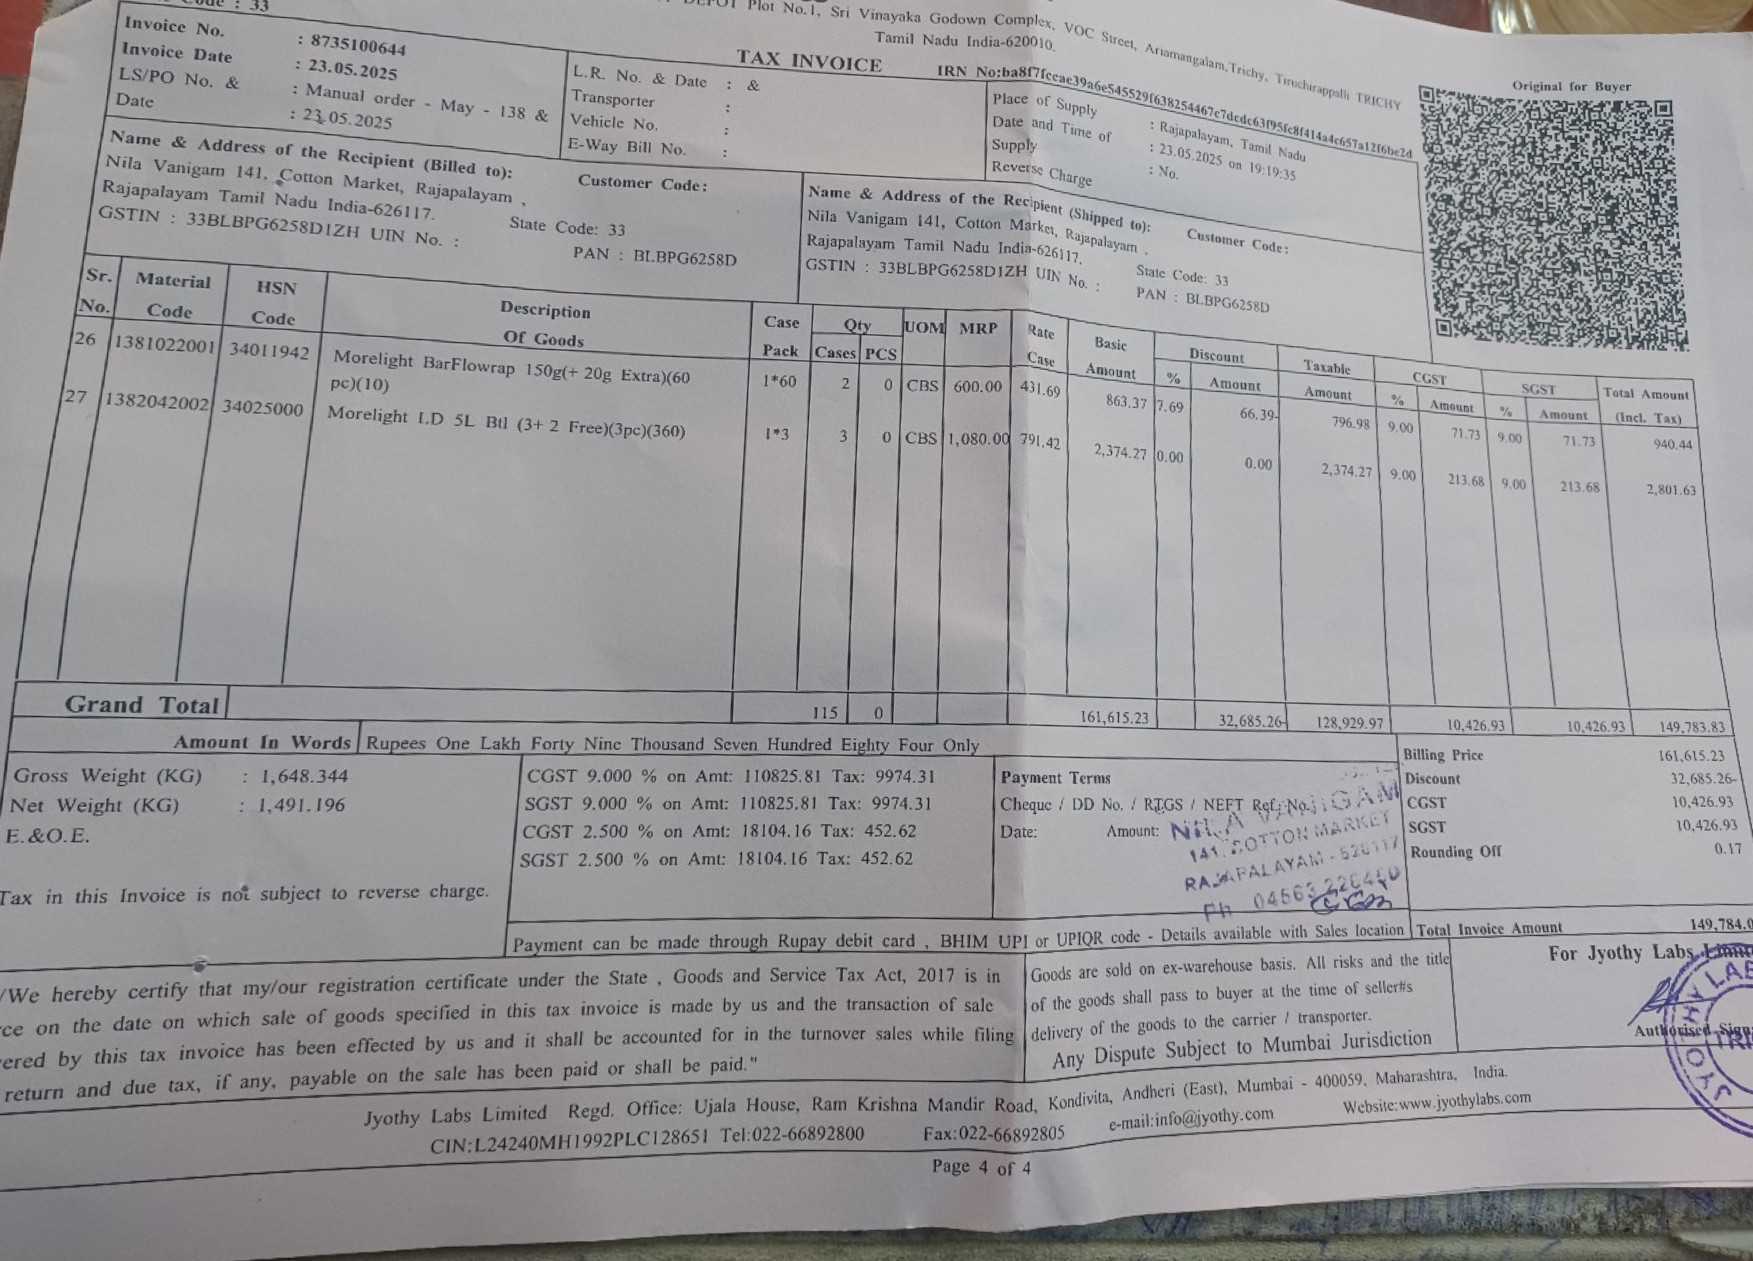 : 33
DEPOT Plot No.1, Sri Vinayaka Godown Complex, VOC Street, Ariamangalam,Trichy, Tiruchirappalli TRICHY
Tamil Nadu India-620010.
TAX INVOICE
IRN No:ba8f7fccae39a6e545529f638254467c7dcdc63f95fc8f414a4c657a12f6be2d
Original for Buyer
Invoice No. : 8735100644
Invoice Date : 23.05.2025
LS/PO No. & : Manual order - May - 138 &
Date : 23.05.2025
L.R. No. & Date : &
Transporter :
Vehicle No. :
E-Way Bill No. :
Place of Supply : Rajapalayam, Tamil Nadu
Date and Time of : 23.05.2025 on 19:19:35
Supply
Reverse Charge : No.
Name & Address of the Recipient (Billed to): Customer Code:
Nila Vanigam 141, Cotton Market, Rajapalayam ,
Rajapalayam Tamil Nadu India-626117. State Code: 33
GSTIN : 33BLBPG6258D1ZH UIN No. : PAN : BLBPG6258D
Name & Address of the Recipient (Shipped to): Customer Code:
Nila Vanigam 141, Cotton Market, Rajapalayam .
Rajapalayam Tamil Nadu India-626117. State Code: 33
GSTIN : 33BLBPG6258D1ZH UIN No. : PAN : BLBPG6258D
Sr. No. Material Code HSN Code Description Of Goods Case Pack Qty Cases PCS UOM MRP Rate Case Basic Amount Discount % Amount Taxable Amount CGST % Amount SGST % Amount Total Amount (Incl. Tax)
26 1381022001 34011942 Morelight BarFlowrap 150g(+ 20g Extra)(60 1*60 2 0 CBS 600.00 431.69 863.37 7.69 66.39- 796.98 9.00 71.73 9.00 71.73 940.44
pc)(10)
27 1382042002 34025000 Morelight LD 5L Btl (3+ 2 Free)(3pc)(360) 1*3 3 0 CBS 1,080.00 791.42 2,374.27 0.00 0.00 2,374.27 9.00 213.68 9.00 213.68 2,801.63
Grand Total 115 0 161,615.23 32,685.26- 128,929.97 10,426.93 10,426.93 149,783.83
Amount In Words Rupees One Lakh Forty Nine Thousand Seven Hundred Eighty Four Only
Gross Weight (KG) : 1,648.344
Net Weight (KG) : 1,491.196
E.&O.E.
Tax in this Invoice is not subject to reverse charge.
CGST 9.000 % on Amt: 110825.81 Tax: 9974.31
SGST 9.000 % on Amt: 110825.81 Tax: 9974.31
CGST 2.500 % on Amt: 18104.16 Tax: 452.62
SGST 2.500 % on Amt: 18104.16 Tax: 452.62
Payment Terms
Cheque / DD No. / RTGS / NEFT Ref. No.
Date: Amount:
NILA VANIGAM
141, COTTON MARKET
RAJAPALAYAM - 626117
Ph 04563
Billing Price 161,615.23
Discount 32,685.26-
CGST 10,426.93
SGST 10,426.93
Rounding Off 0.17
Payment can be made through Rupay debit card , BHIM UPI or UPIQR code - Details available with Sales location
Total Invoice Amount 149,784.0
/We hereby certify that my/our registration certificate under the State , Goods and Service Tax Act, 2017 is in
ce on the date on which sale of goods specified in this tax invoice is made by us and the transaction of sale
ered by this tax invoice has been effected by us and it shall be accounted for in the turnover sales while filing
return and due tax, if any, payable on the sale has been paid or shall be paid."
Goods are sold on ex-warehouse basis. All risks and the title
of the goods shall pass to buyer at the time of seller#s
delivery of the goods to the carrier / transporter.
Any Dispute Subject to Mumbai Jurisdiction
For Jyothy Labs
Authorised Sign
JYOTHY LAB
TRI
Jyothy Labs Limited Regd. Office: Ujala House, Ram Krishna Mandir Road, Kondivita, Andheri (East), Mumbai - 400059, Maharashtra, India.
CIN:L24240MH1992PLC128651 Tel:022-66892800 Fax:022-66892805 e-mail:info@jyothy.com Website:www.jyothylabs.com
Page 4 of 4